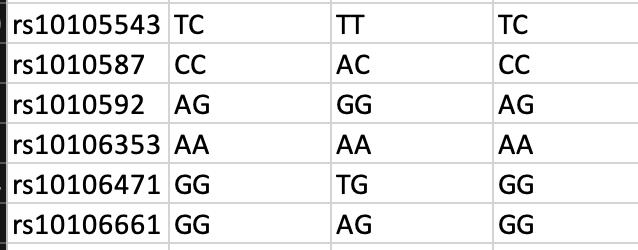 rs10105543 TC TT TC
rs1010587 CC AC CC
rs1010592 AG GG AG
rs10106353 AA AA AA
rs10106471 GG TG GG
rs10106661 GG AG GG